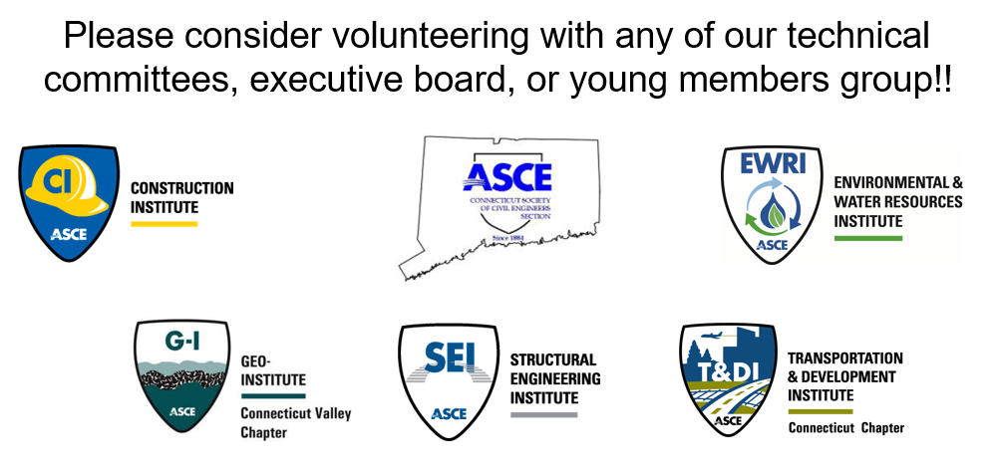 Please consider volunteering with any of our technical
committees, executive board, or young members group!!
CI
ASCE
CONSTRUCTION
INSTITUTE
ASCE
CONNECTICUT SOCIETY
OF CIVIL ENGINEERS
SECTION
Since 1884
EWRI
ASCE
ENVIRONMENTAL &
WATER RESOURCES
INSTITUTE
G-I
ASCE
GEO-
INSTITUTE
Connecticut Valley
Chapter
SEI
ASCE
STRUCTURAL
ENGINEERING
INSTITUTE
T&DI
ASCE
TRANSPORTATION
& DEVELOPMENT
INSTITUTE
Connecticut Chapter